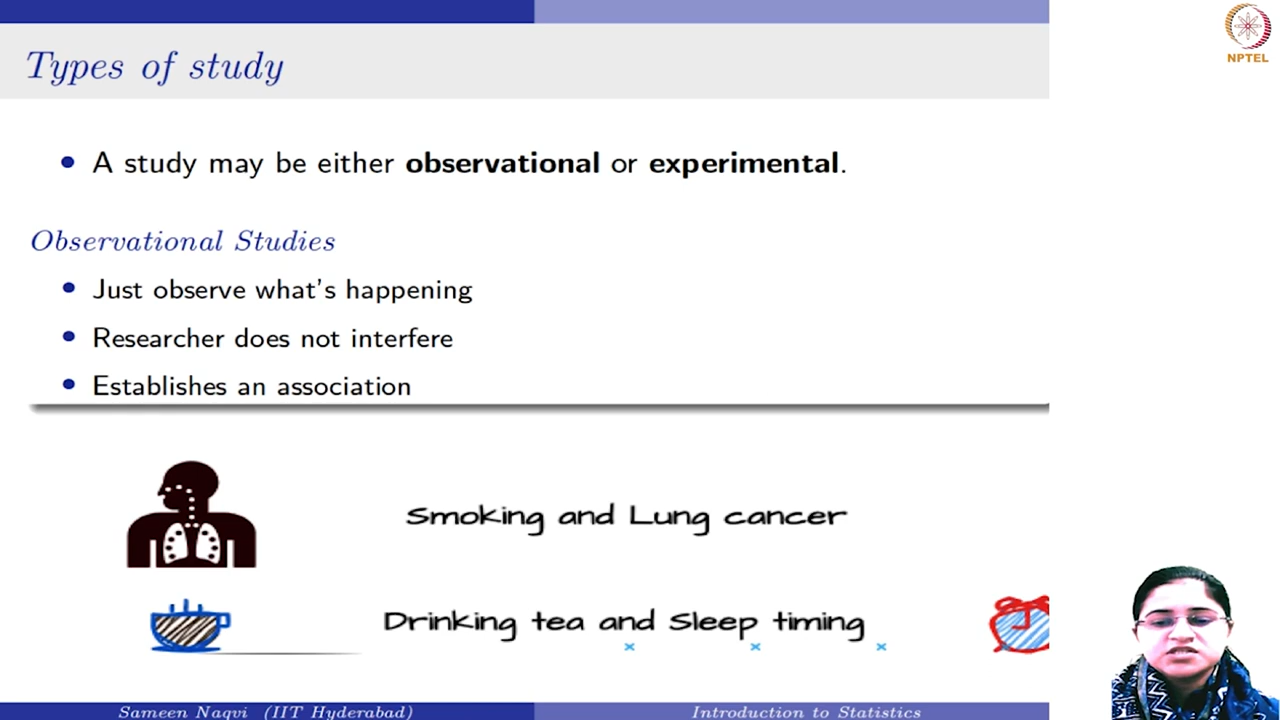 Types of study
NPTEL
A study may be either observational or experimental.
Observational Studies
Just observe what's happening
Researcher does not interfere
Establishes an association
Smoking and Lung cancer
Drinking tea and Sleep timing
Sameen Naqvi (IIT Hyderabad)
Introduction to Statistics